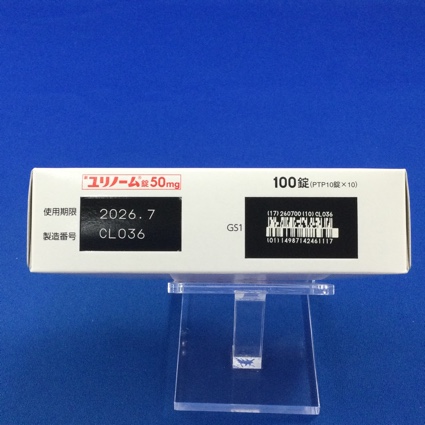 ユリノーム®錠50mg
100錠(PTP10錠×10)
使用期限 2026.7
製造番号 CL036
GS1
(17)260700(10)CL036
(01)14987142461117